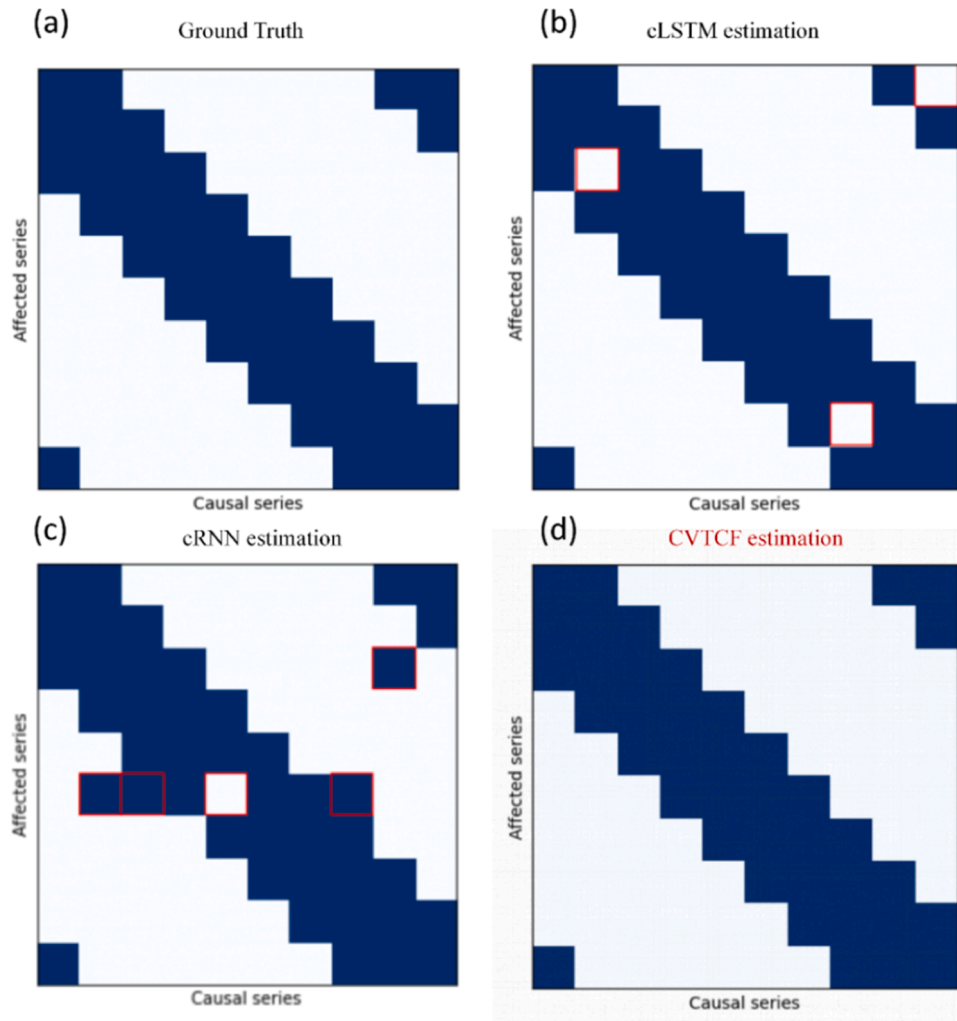 (a)
Ground Truth
(b)
cLSTM estimation
Affected series
Causal series
Affected series
Causal series
(c)
cRNN estimation
(d)
CVTCF estimation
Affected series
Causal series
Affected series
Causal series